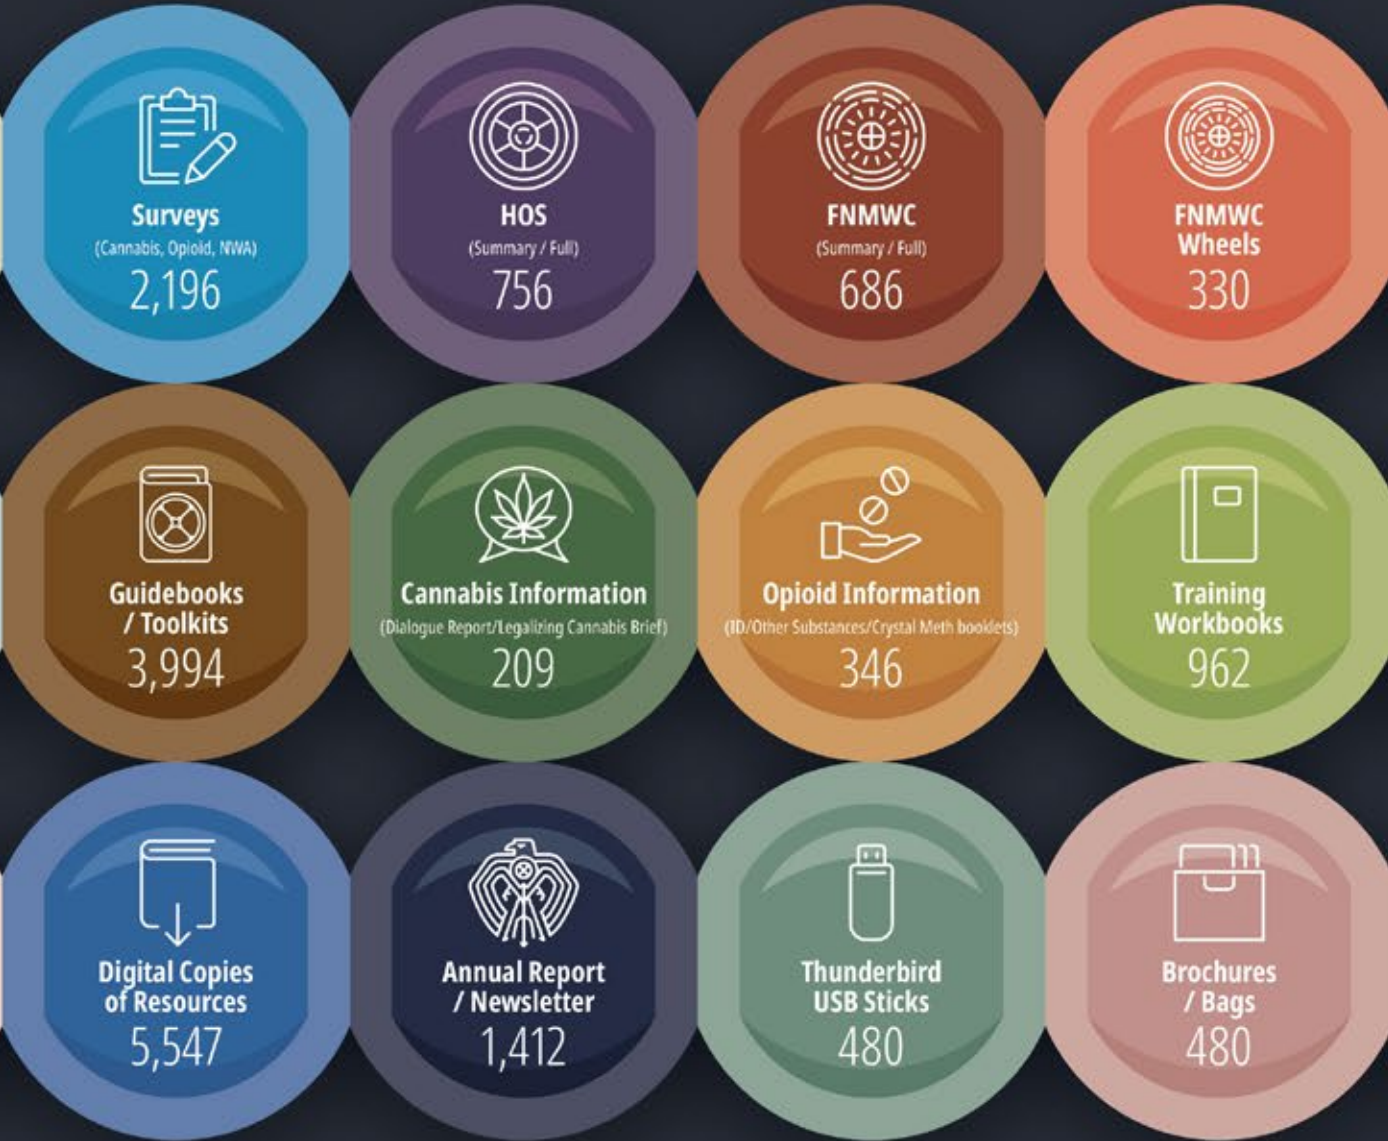 Surveys
(Cannabis, Opioid, NWA)
2,196
HOS
(Summary / Full)
756
FNMWC
(Summary / Full)
686
FNMWC
Wheels
330
Guidebooks
/ Toolkits
3,994
Cannabis Information
(Dialogue Report/Legalizing Cannabis Brief)
209
Opioid Information
(ID/Other Substances/Crystal Meth booklets)
346
Training
Workbooks
962
Digital Copies
of Resources
5,547
Annual Report
/ Newsletter
1,412
Thunderbird
USB Sticks
480
Brochures
/ Bags
480